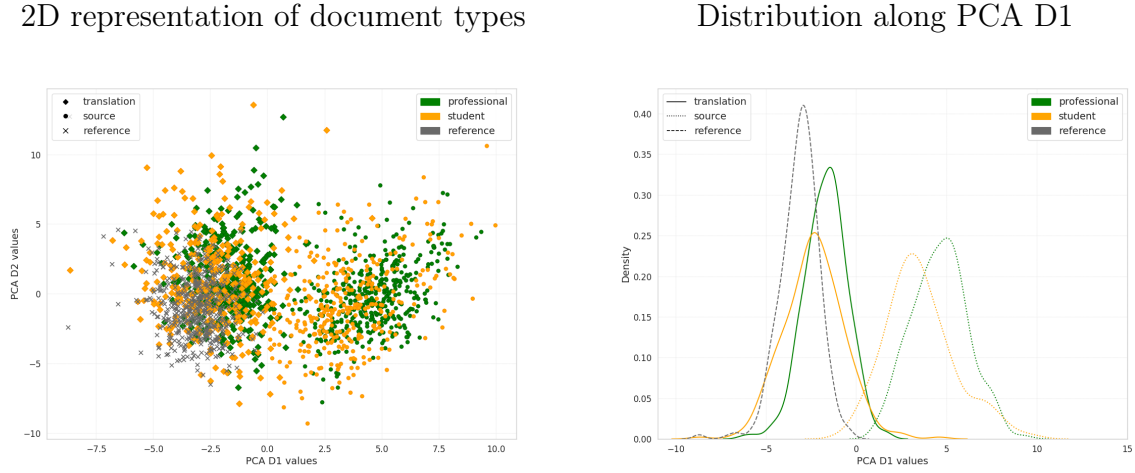 2D representation of document types
Distribution along PCA D1
translation
source
reference
professional
student
reference
10
5
0
−5
−10
PCA D2 values
−7.5
−5.0
−2.5
0.0
2.5
5.0
7.5
10.0
PCA D1 values
translation
source
reference
professional
student
reference
0.40
0.35
0.30
0.25
0.20
0.15
0.10
0.05
0.00
Density
−10
−5
0
5
10
15
PCA D1 values